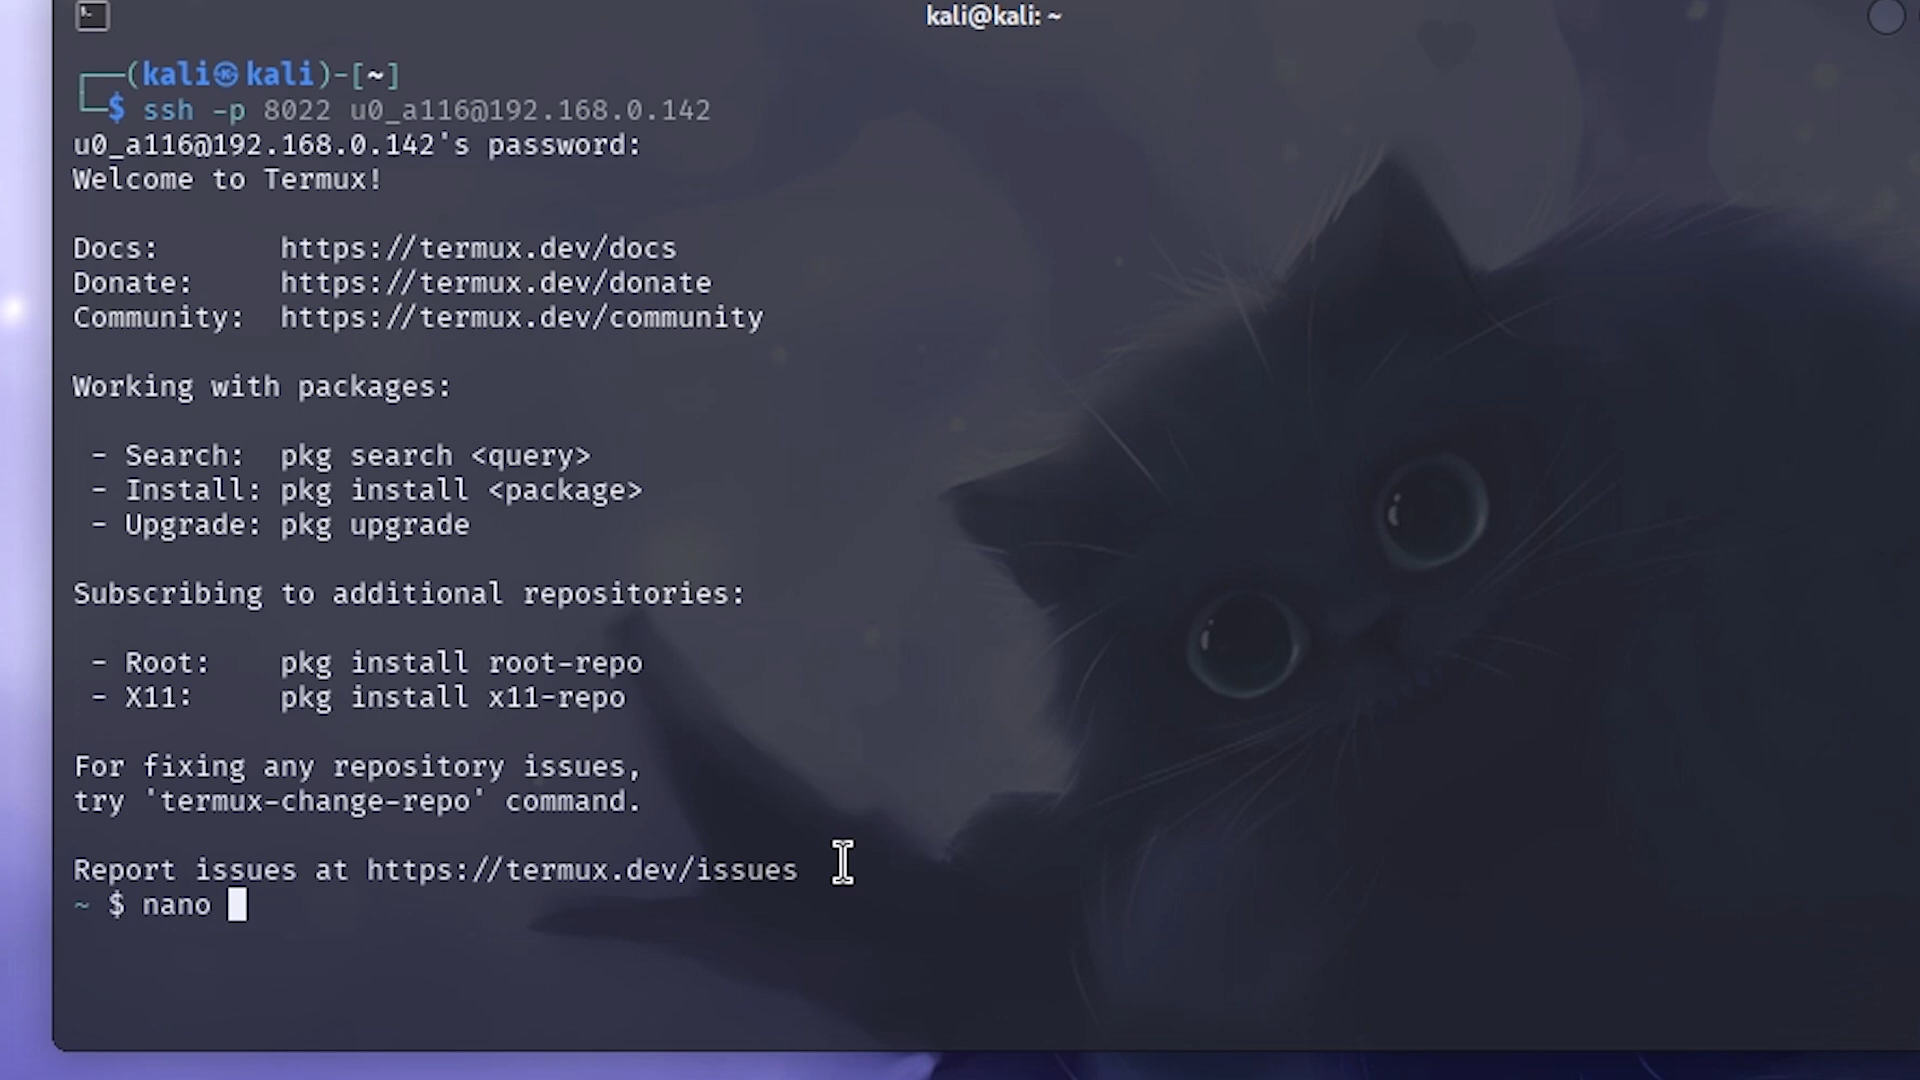 kali@kali: ~
┌──(kali㉿kali)-[~]
└─$ ssh -p 8022 u0_a116@192.168.0.142
u0_a116@192.168.0.142's password:
Welcome to Termux!
Docs:       https://termux.dev/docs
Donate:     https://termux.dev/donate
Community:  https://termux.dev/community
Working with packages:
 - Search:  pkg search <query>
 - Install: pkg install <package>
 - Upgrade: pkg upgrade
Subscribing to additional repositories:
 - Root:    pkg install root-repo
 - X11:     pkg install x11-repo
For fixing any repository issues,
try 'termux-change-repo' command.
Report issues at https://termux.dev/issues
~ $ nano